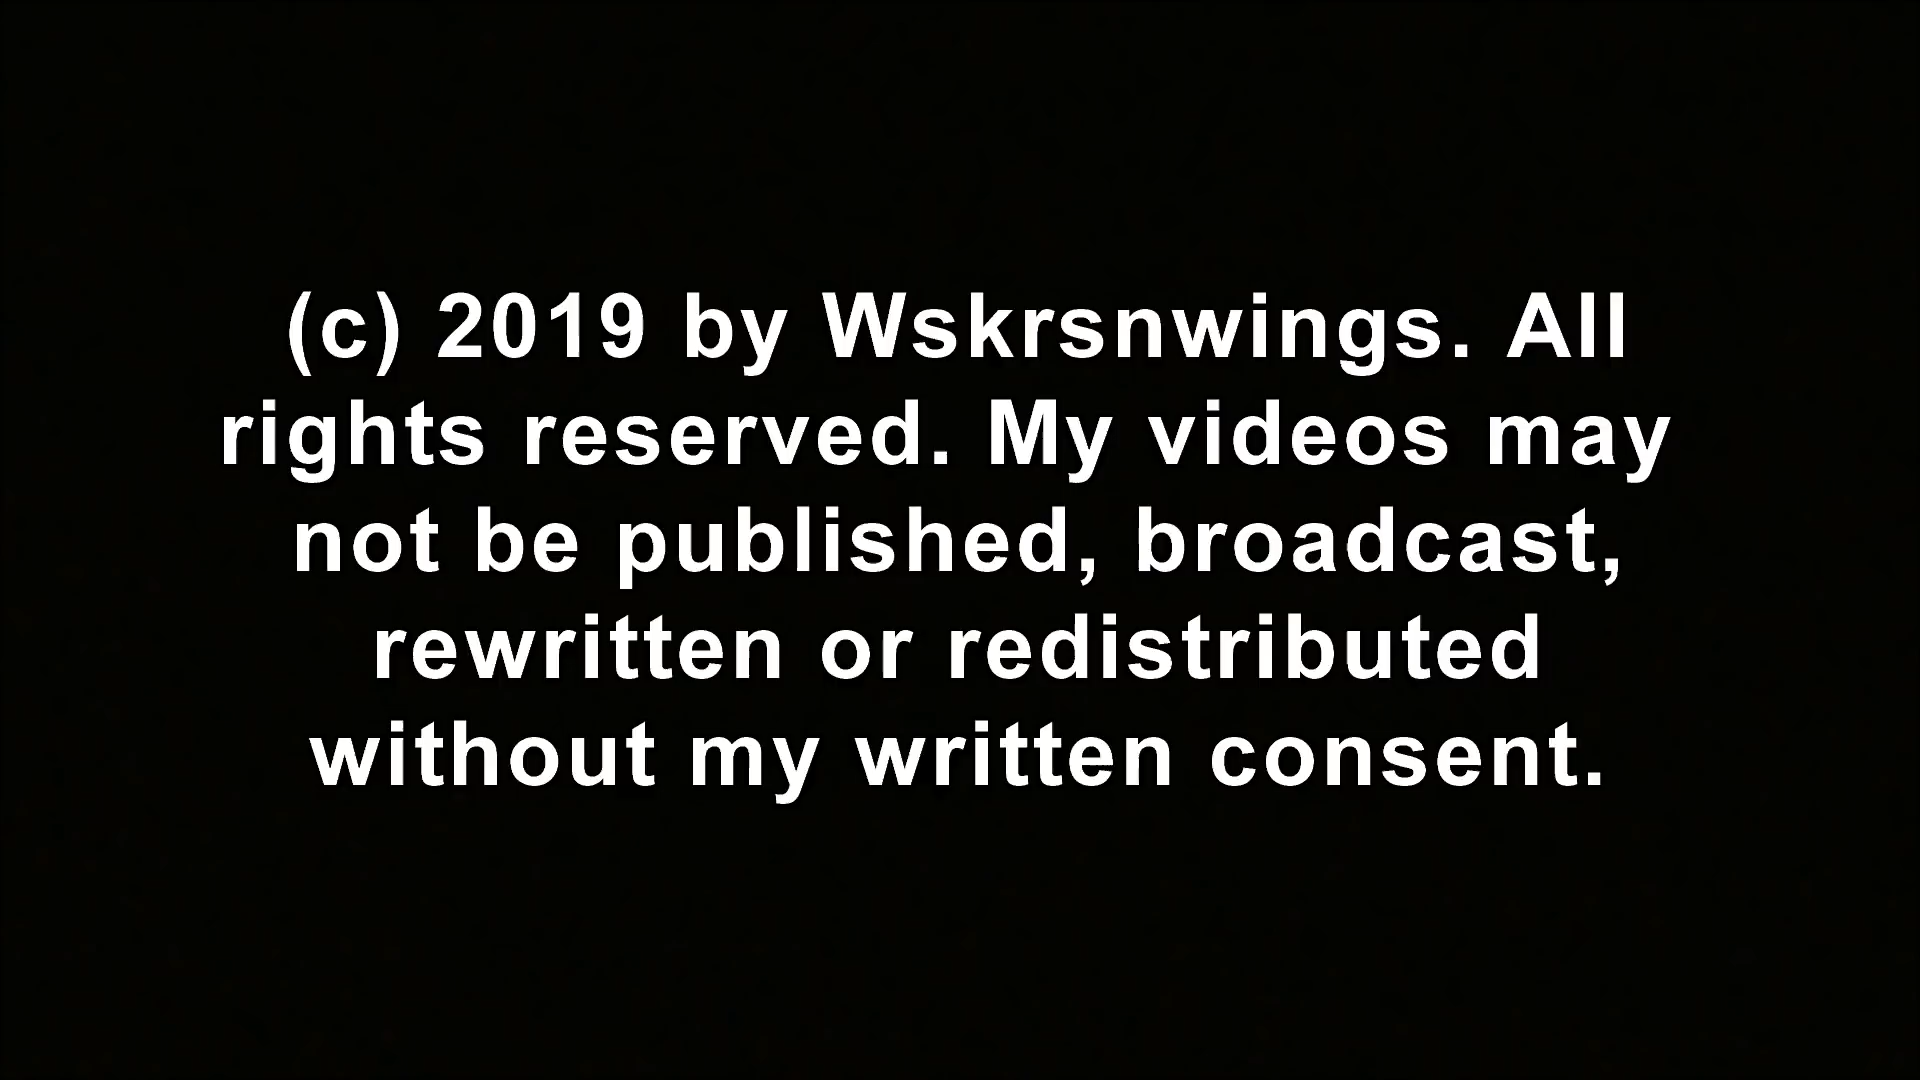 (c) 2019 by Wskrsnwings. All
rights reserved. My videos may
not be published, broadcast,
rewritten or redistributed
without my written consent.